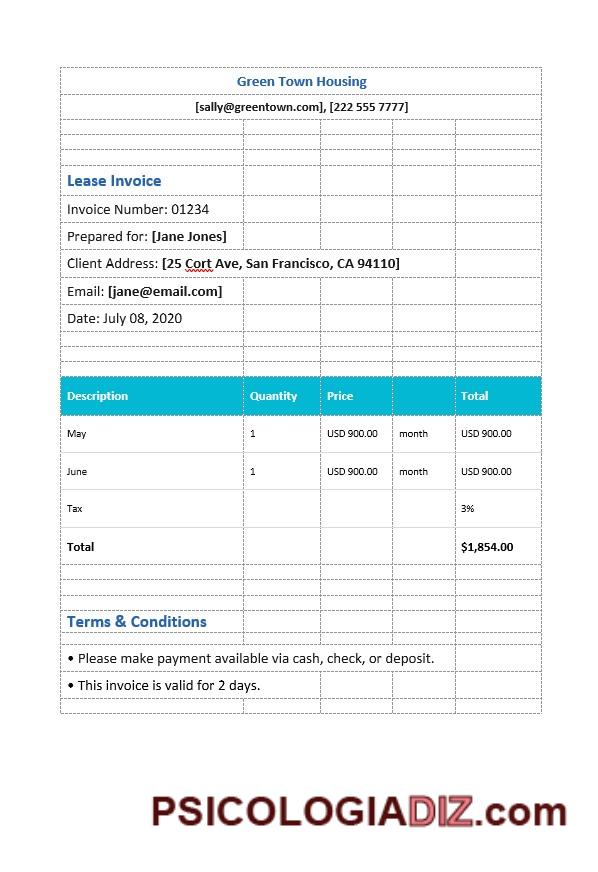 Green Town Housing
[sally@greentown.com], [222 555 7777]
Lease Invoice
Invoice Number: 01234
Prepared for: [Jane Jones]
Client Address: [25 Cort Ave, San Francisco, CA 94110]
Email: [jane@email.com]
Date: July 08, 2020
Description Quantity Price Total
May 1 USD 900.00 month USD 900.00
June 1 USD 900.00 month USD 900.00
Tax 3%
Total $1,854.00
Terms & Conditions
• Please make payment available via cash, check, or deposit.
• This invoice is valid for 2 days.
PSICOLOGIADIZ.com